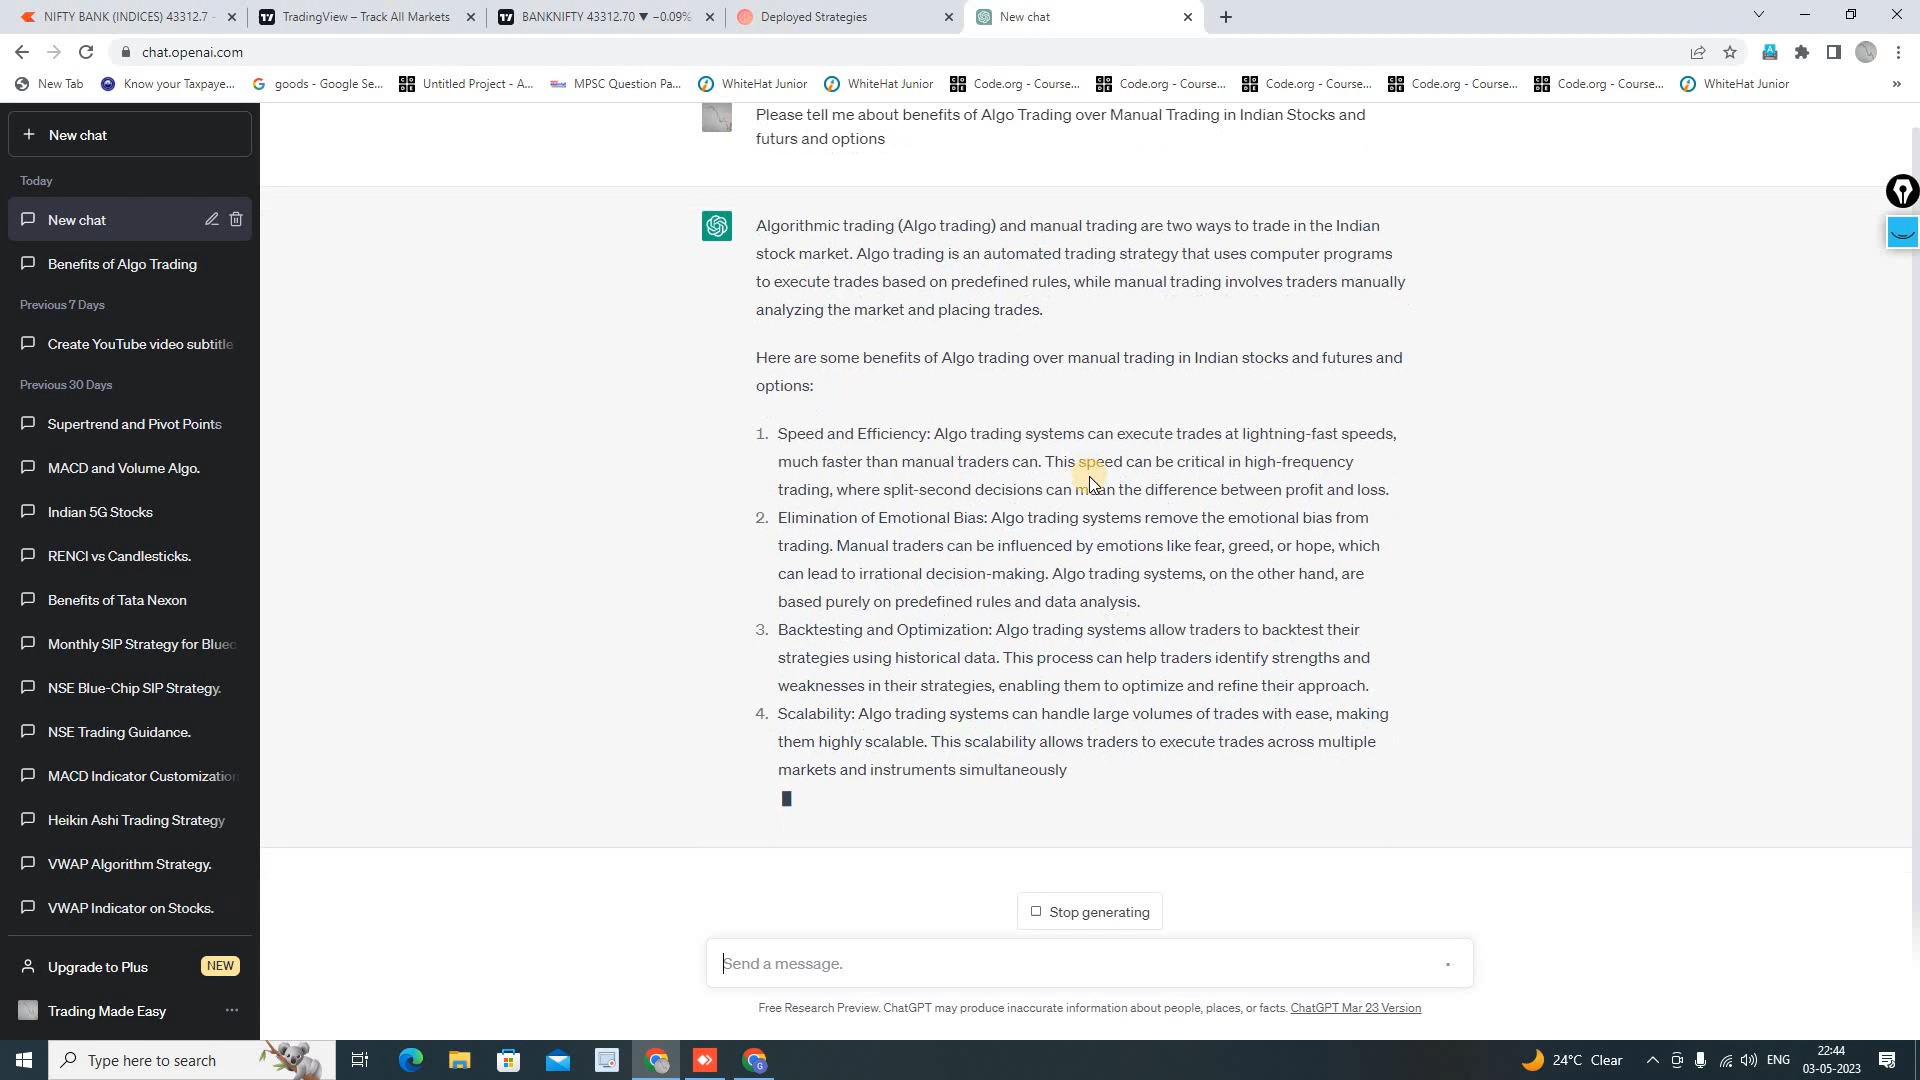 NIFTY BANK (INDICES) 43312.7 -
TradingView – Track All Markets
BANKNIFTY 43312.70 ▼ −0.09%
Deployed Strategies
New chat
chat.openai.com
New Tab
Know your Taxpaye...
goods - Google Se...
Untitled Project - A...
MPSC Question Pa...
WhiteHat Junior
WhiteHat Junior
Code.org - Course...
Code.org - Course...
Code.org - Course...
Code.org - Course...
Code.org - Course...
WhiteHat Junior
»
+ New chat
Today
New chat
Benefits of Algo Trading
Previous 7 Days
Create YouTube video subtitle
Previous 30 Days
Supertrend and Pivot Points
MACD and Volume Algo.
Indian 5G Stocks
RENCI vs Candlesticks.
Benefits of Tata Nexon
Monthly SIP Strategy for Bluec
NSE Blue-Chip SIP Strategy.
NSE Trading Guidance.
MACD Indicator Customization
Heikin Ashi Trading Strategy
VWAP Algorithm Strategy.
VWAP Indicator on Stocks.
Upgrade to Plus NEW
Trading Made Easy ...
Please tell me about benefits of Algo Trading over Manual Trading in Indian Stocks and
futurs and options
Algorithmic trading (Algo trading) and manual trading are two ways to trade in the Indian
stock market. Algo trading is an automated trading strategy that uses computer programs
to execute trades based on predefined rules, while manual trading involves traders manually
analyzing the market and placing trades.
Here are some benefits of Algo trading over manual trading in Indian stocks and futures and
options:
1. Speed and Efficiency: Algo trading systems can execute trades at lightning-fast speeds,
much faster than manual traders can. This speed can be critical in high-frequency
trading, where split-second decisions can mean the difference between profit and loss.
2. Elimination of Emotional Bias: Algo trading systems remove the emotional bias from
trading. Manual traders can be influenced by emotions like fear, greed, or hope, which
can lead to irrational decision-making. Algo trading systems, on the other hand, are
based purely on predefined rules and data analysis.
3. Backtesting and Optimization: Algo trading systems allow traders to backtest their
strategies using historical data. This process can help traders identify strengths and
weaknesses in their strategies, enabling them to optimize and refine their approach.
4. Scalability: Algo trading systems can handle large volumes of trades with ease, making
them highly scalable. This scalability allows traders to execute trades across multiple
markets and instruments simultaneously
Stop generating
Send a message.
Free Research Preview. ChatGPT may produce inaccurate information about people, places, or facts. ChatGPT Mar 23 Version
Type here to search
24°C Clear
ENG
22:44
03-05-2023